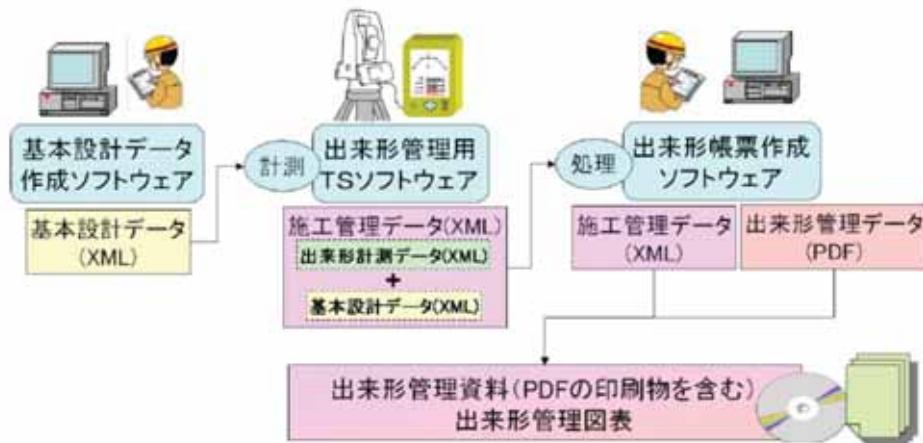 基本設計データ
作成ソフトウェア
計測
出来形管理用
TSソフトウェア
処理
出来形帳票作成
ソフトウェア
基本設計データ
(XML)
施工管理データ(XML)
出来形計測データ(XML)
+
基本設計データ(XML)
施工管理データ
(XML)
出来形管理データ
(PDF)
出来形管理資料(PDFの印刷物を含む)
出来形管理図表